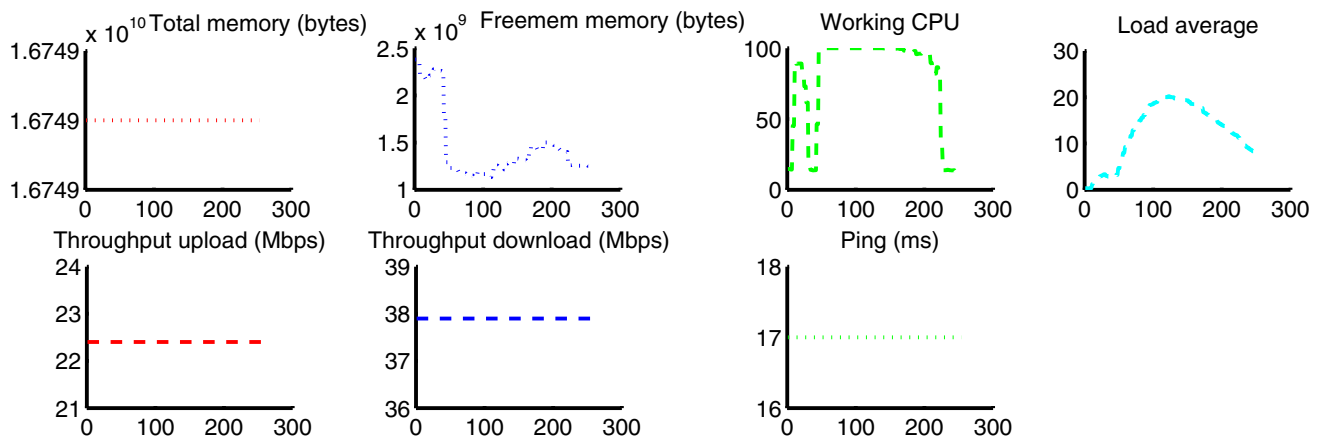 x 10^10 Total memory (bytes)
1.6749
1.6749
1.6749
0 100 200 300
x 10^9 Freemem memory (bytes)
2.5
2
1.5
1
0 100 200 300
Working CPU
100
50
0
0 100 200 300
Load average
30
20
10
0
0 100 200 300
Throughput upload (Mbps)
24
23
22
21
0 100 200 300
Throughput download (Mbps)
39
38
37
36
0 100 200 300
Ping (ms)
18
17
16
0 100 200 300